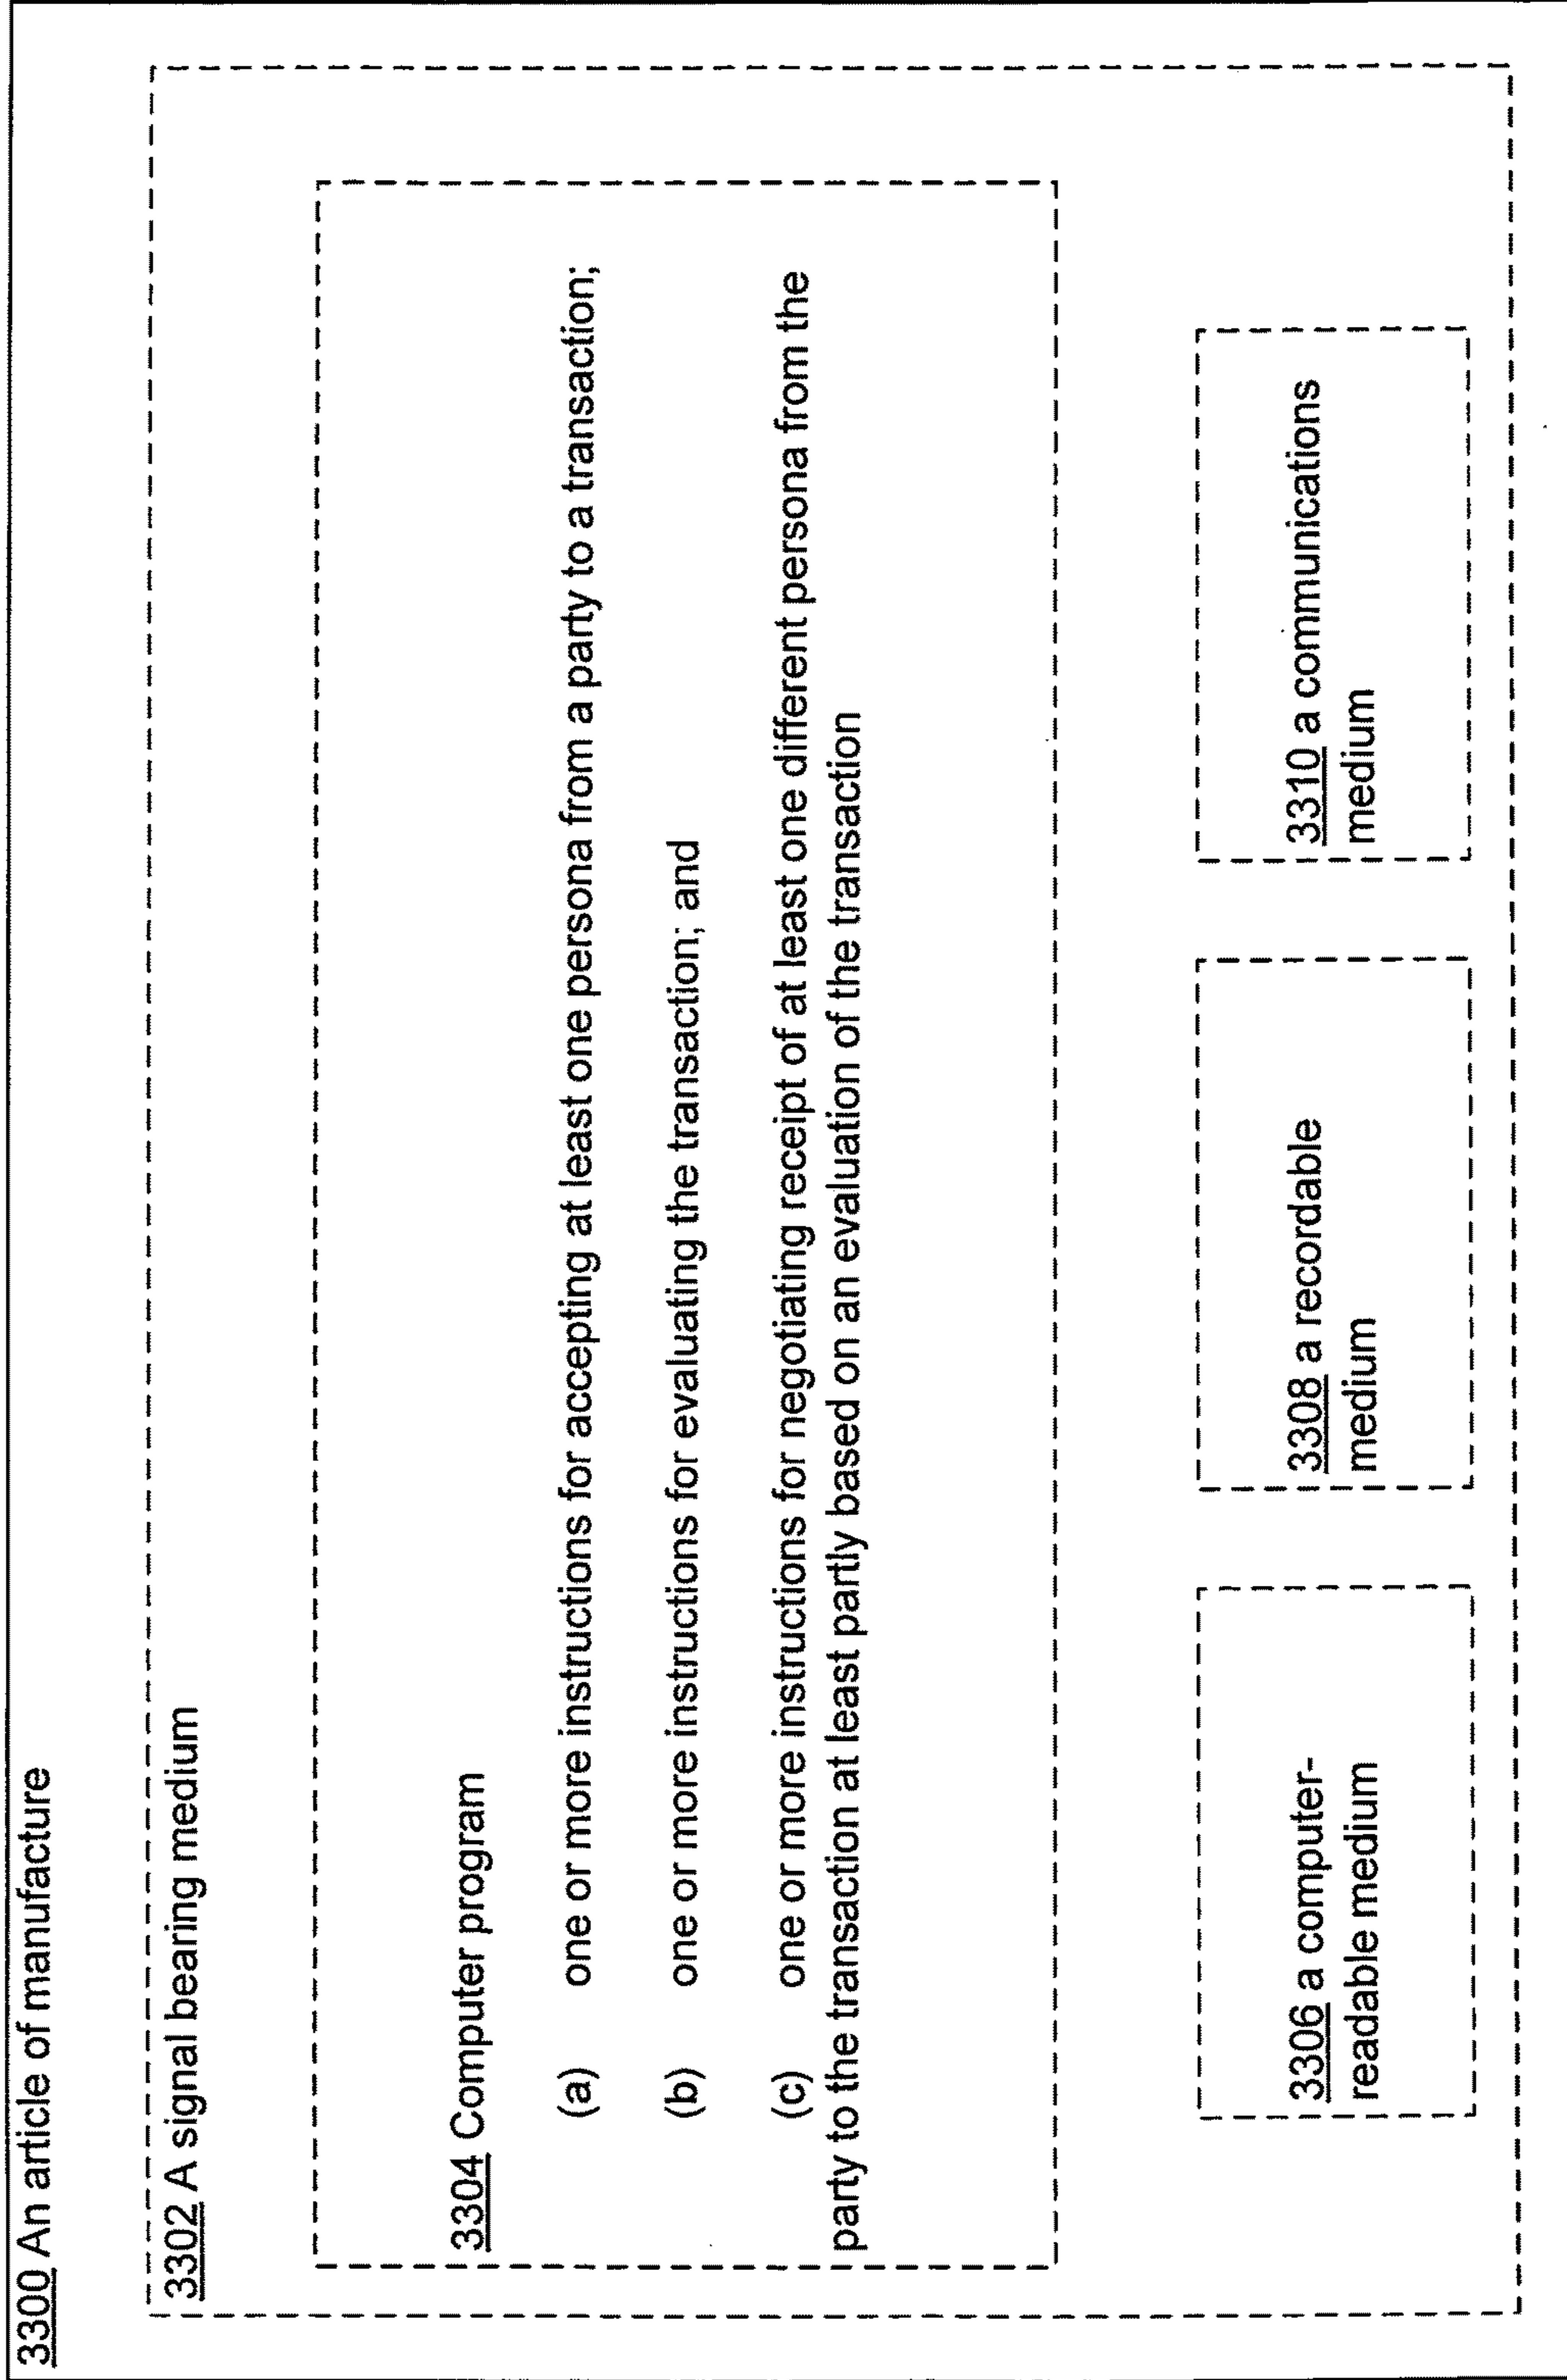 3300 An article of manufacture
3302 A signal bearing medium
3304 Computer program
(a) one or more instructions for accepting at least one persona from a party to a transaction;
(b) one or more instructions for evaluating the transaction; and
(c) one or more instructions for negotiating receipt of at least one different persona from the
party to the transaction at least partly based on an evaluation of the transaction
3306 a computer-
readable medium
3308 a recordable
medium
3310 a communications
medium